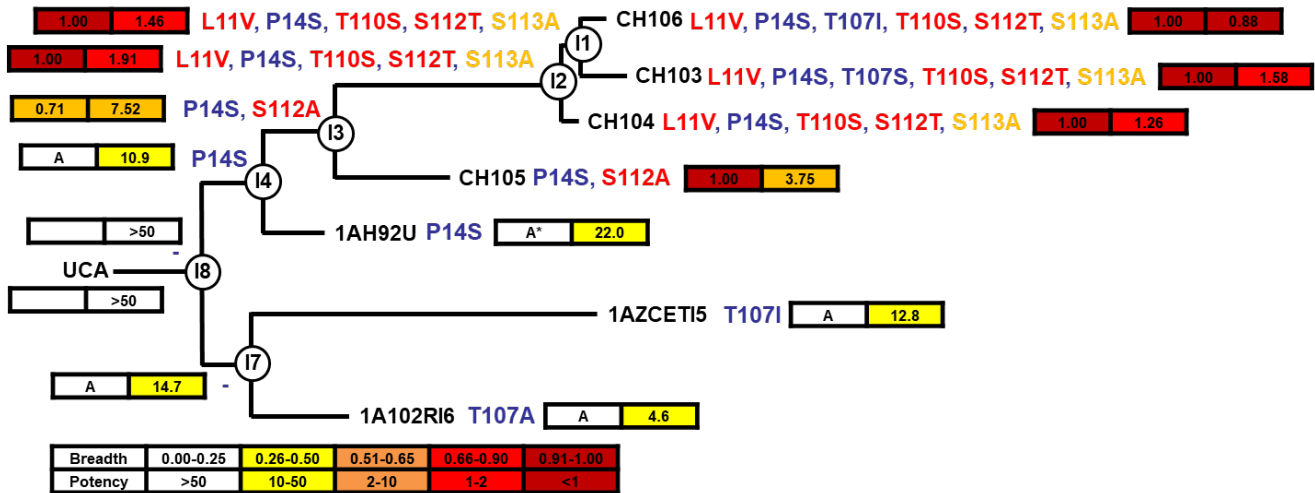 1.00 1.46 L11V, P14S, T110S, S112T, S113A
CH106 L11V, P14S, T107I, T110S, S112T, S113A 1.00 0.88
I1
1.00 1.91 L11V, P14S, T110S, S112T, S113A
I2
CH103 L11V, P14S, T107S, T110S, S112T, S113A 1.00 1.58
0.71 7.52 P14S, S112A
CH104 L11V, P14S, T110S, S112T, S113A 1.00 1.26
I3
A 10.9 P14S
I4
CH105 P14S, S112A 1.00 3.75
>50 -
1AH92U P14S A* 22.0
UCA I8
>50
1AZCETI5 T107I A 12.8
I7
A 14.7 -
1A102RI6 T107A A 4.6
Breadth 0.00-0.25 0.26-0.50 0.51-0.65 0.66-0.90 0.91-1.00
Potency >50 10-50 2-10 1-2 <1